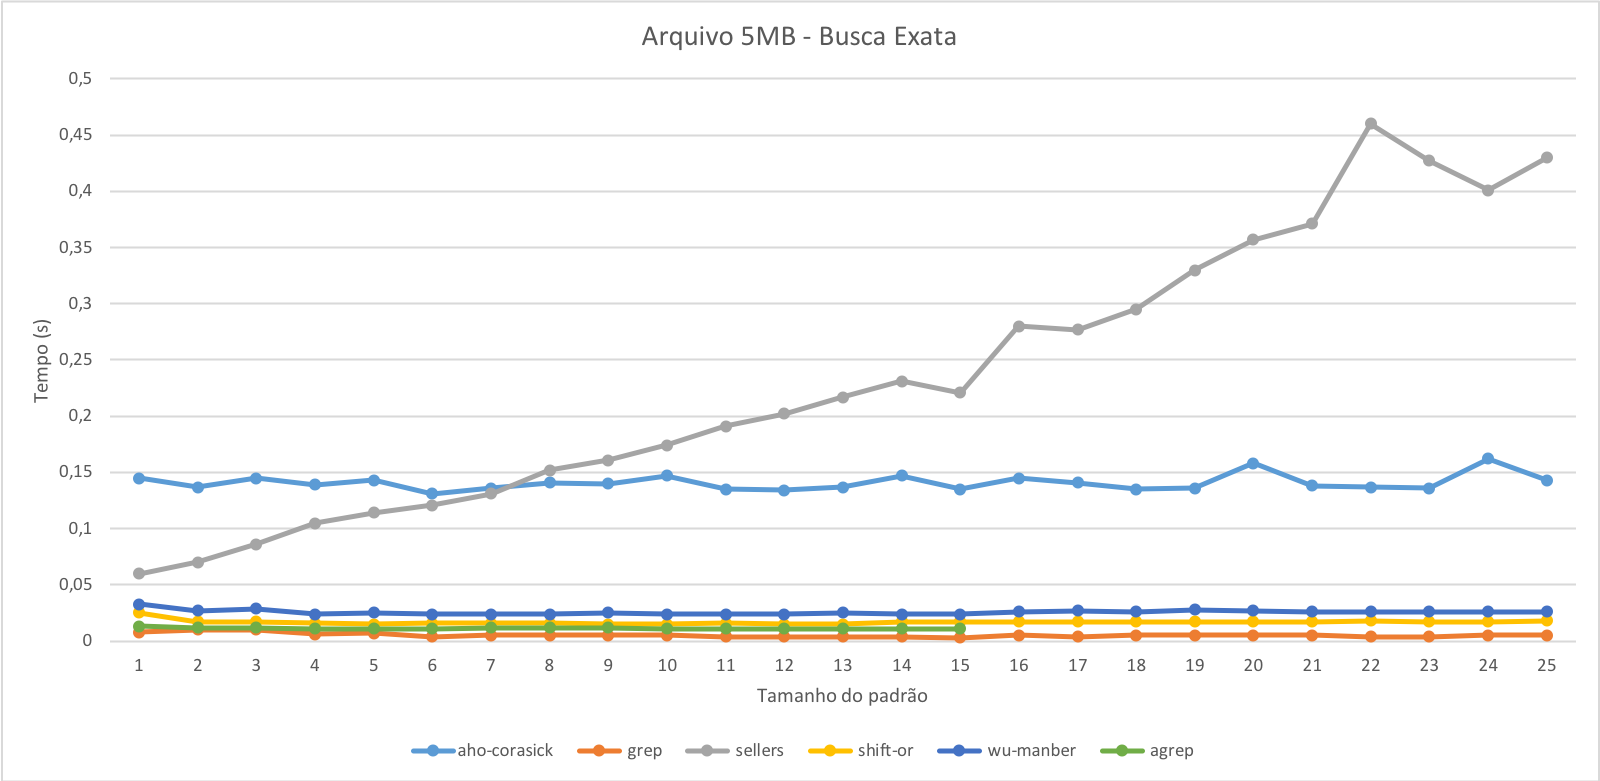 Arquivo 5MB - Busca Exata
0,5
0,45
0,4
0,35
0,3
0,25
0,2
0,15
0,1
0,05
0
Tempo (s)
1 2 3 4 5 6 7 8 9 10 11 12 13 14 15 16 17 18 19 20 21 22 23 24 25
Tamanho do padrão
aho-corasick grep sellers shift-or wu-manber agrep